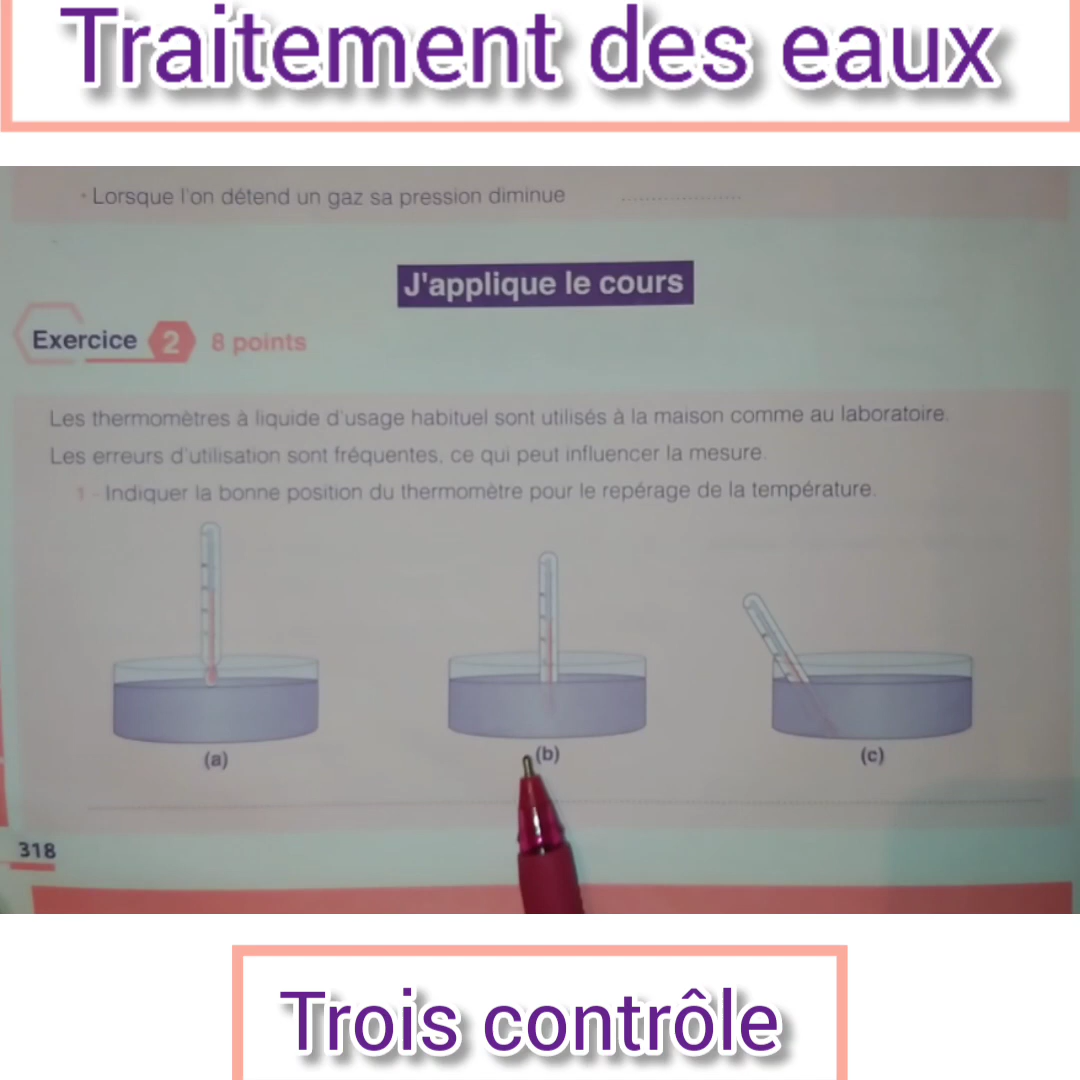 Traitement des eaux
• Lorsque l'on détend un gaz sa pression diminue ....................
J'applique le cours
Exercice 2 8 points
Les thermomètres à liquide d'usage habituel sont utilisés à la maison comme au laboratoire.
Les erreurs d'utilisation sont fréquentes, ce qui peut influencer la mesure.
1 - Indiquer la bonne position du thermomètre pour le repérage de la température.
(a) (b) (c)
318
Trois contrôle